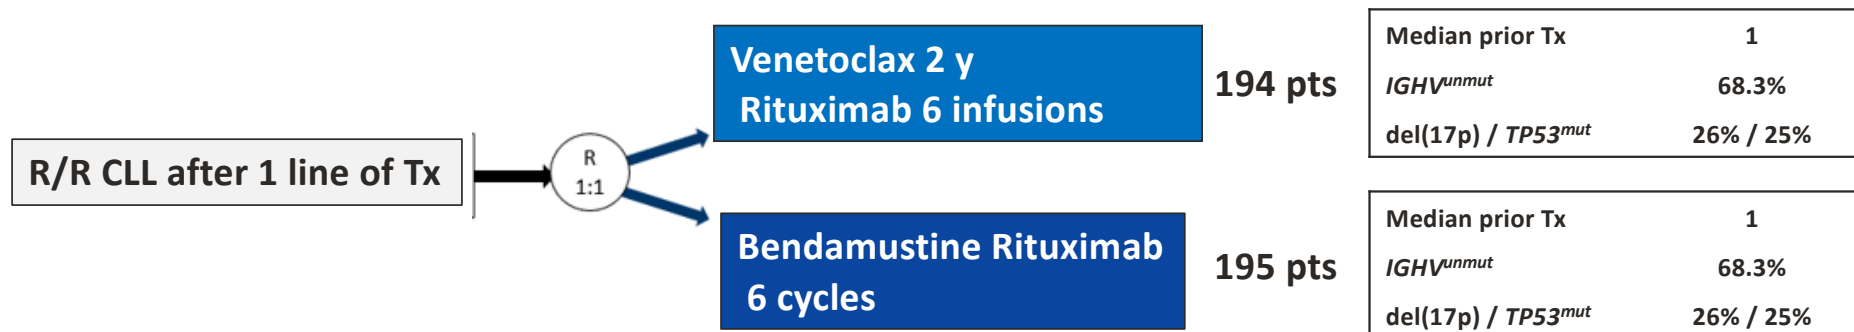 R/R CLL after 1 line of Tx
R
1:1
Venetoclax 2 y
Rituximab 6 infusions
194 pts
Median prior Tx 1
IGHVunmut 68.3%
del(17p) / TP53mut 26% / 25%
Bendamustine Rituximab
6 cycles
195 pts
Median prior Tx 1
IGHVunmut 68.3%
del(17p) / TP53mut 26% / 25%